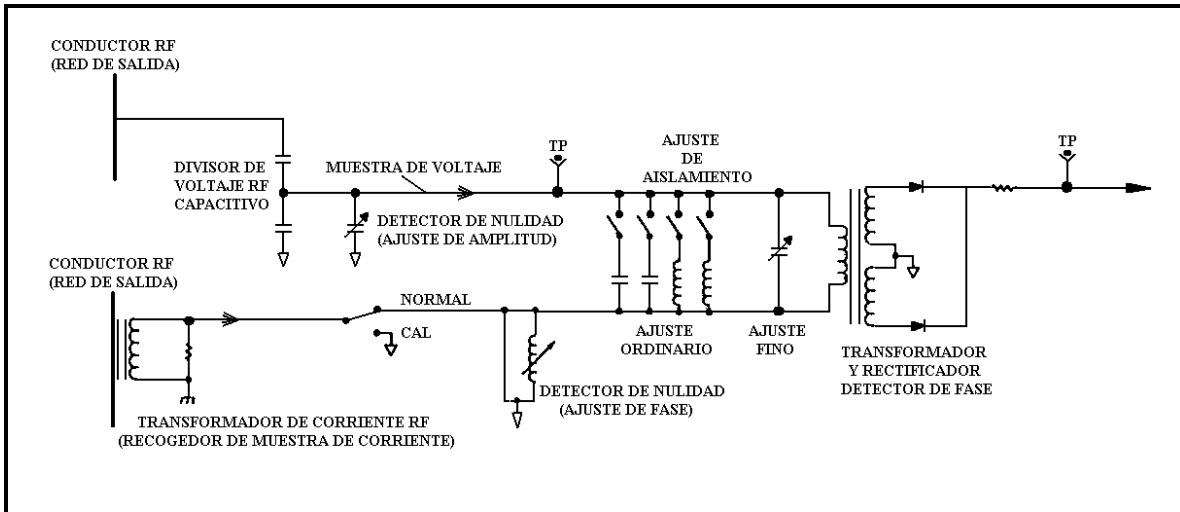 CONDUCTOR RF
(RED DE SALIDA)
DIVISOR DE
VOLTAJE RF
CAPACITIVO
MUESTRA DE VOLTAJE
DETECTOR DE NULIDAD
(AJUSTE DE AMPLITUD)
TP
AJUSTE
DE
AISLAMIENTO
TP
CONDUCTOR RF
(RED DE SALIDA)
NORMAL
CAL
TRANSFORMADOR DE CORRIENTE RF
(RECOGEDOR DE MUESTRA DE CORRIENTE)
DETECTOR DE NULIDAD
(AJUSTE DE FASE)
AJUSTE
ORDINARIO
AJUSTE
FINO
TRANSFORMADOR
Y RECTIFICADOR
DETECTOR DE FASE